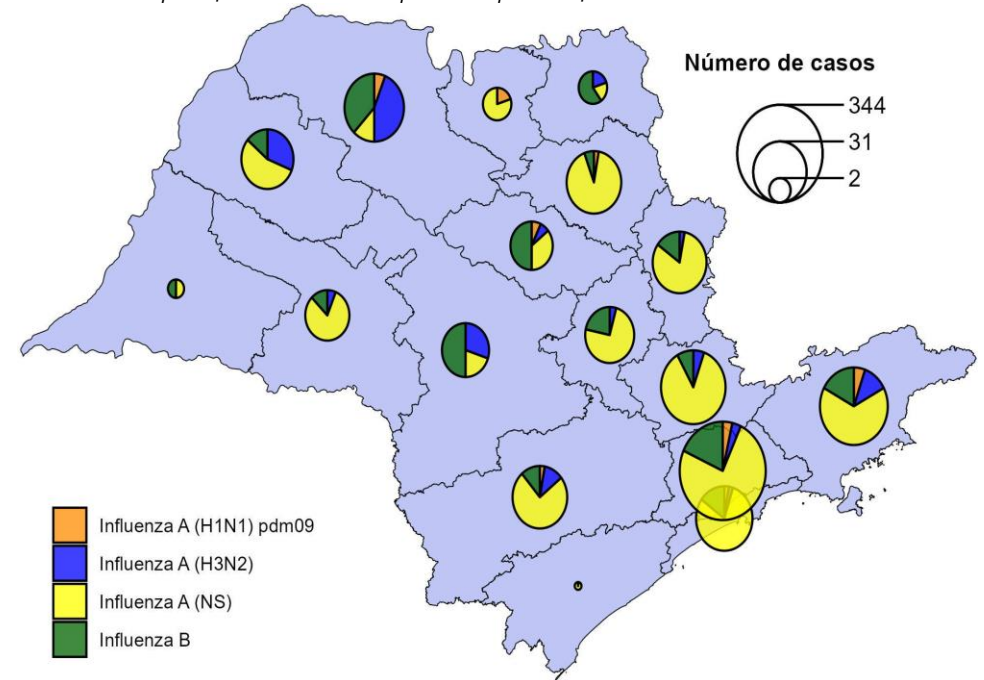 Número de casos
344
31
2
Influenza A (H1N1) pdm09
Influenza A (H3N2)
Influenza A (NS)
Influenza B